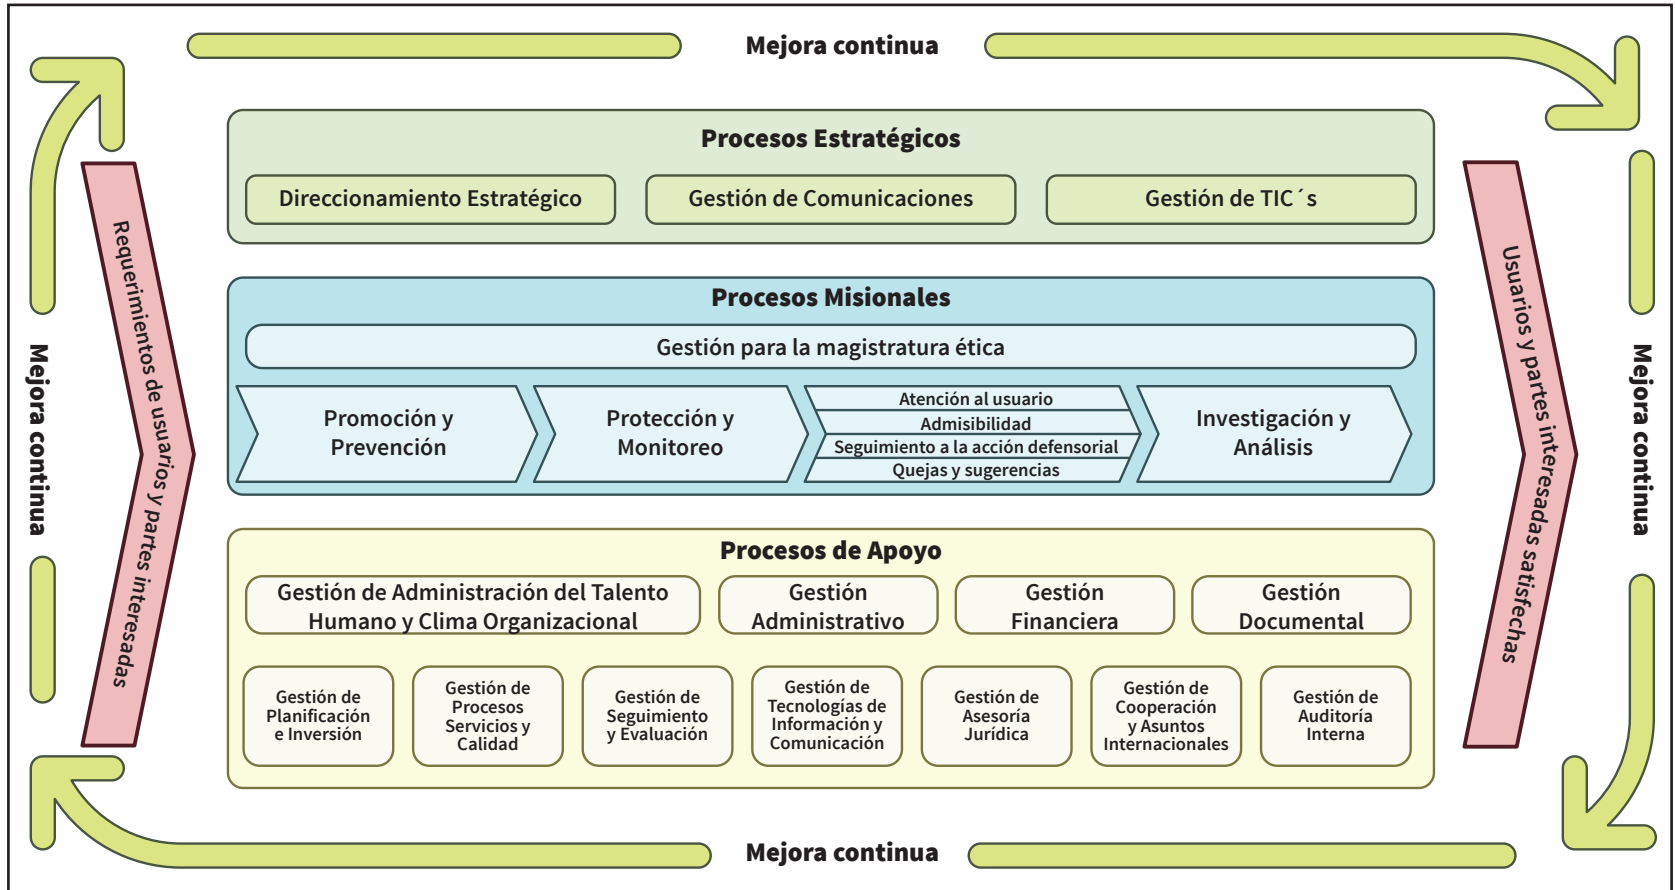 Mejora continua
Procesos Estratégicos
Direccionamiento Estratégico
Gestión de Comunicaciones
Gestión de TIC´s
Requerimientos de usuarios y partes interesadas
Usuarios y partes interesadas satisfechas
Mejora continua
Mejora continua
Procesos Misionales
Gestión para la magistratura ética
Promoción y
Prevención
Protección y
Monitoreo
Atención al usuario
Admisibilidad
Seguimiento a la acción defensorial
Quejas y sugerencias
Investigación y
Análisis
Procesos de Apoyo
Gestión de Administración del Talento
Humano y Clima Organizacional
Gestión
Administrativo
Gestión
Financiera
Gestión
Documental
Gestión de
Planificación
e Inversión
Gestión de
Procesos
Servicios y
Calidad
Gestión de
Seguimiento
y Evaluación
Gestión de
Tecnologías de
Información y
Comunicación
Gestión de
Asesoría
Jurídica
Gestión de
Cooperación
y Asuntos
Internacionales
Gestión de
Auditoría
Interna
Mejora continua